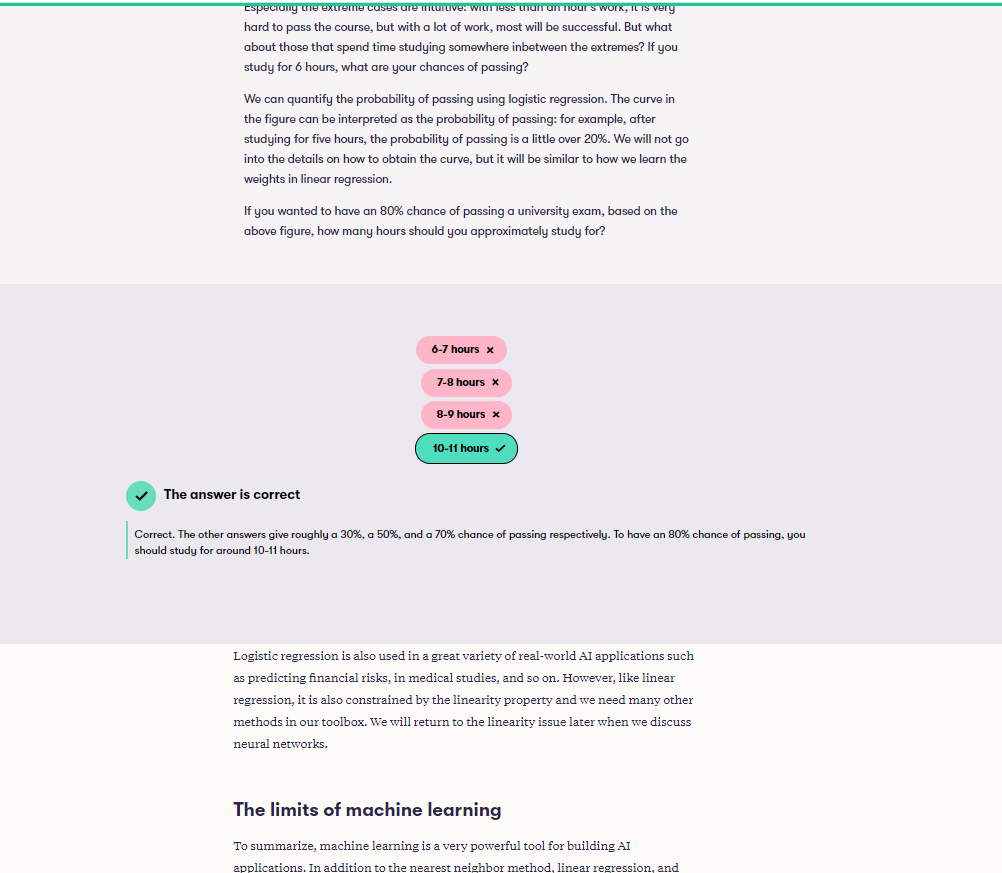 Especially the extreme cases are intuitive: with less than an hour's work, it is very
hard to pass the course, but with a lot of work, most will be successful. But what
about those that spend time studying somewhere inbetween the extremes? If you
study for 6 hours, what are your chances of passing?
We can quantify the probability of passing using logistic regression. The curve in
the figure can be interpreted as the probability of passing: for example, after
studying for five hours, the probability of passing is a little over 20%. We will not go
into the details on how to obtain the curve, but it will be similar to how we learn the
weights in linear regression.
If you wanted to have an 80% chance of passing a university exam, based on the
above figure, how many hours should you approximately study for?
6-7 hours
7-8 hours
8-9 hours
10-11 hours
The answer is correct
Correct. The other answers give roughly a 30%, a 50%, and a 70% chance of passing respectively. To have an 80% chance of passing, you
should study for around 10-11 hours.
Logistic regression is also used in a great variety of real-world AI applications such
as predicting financial risks, in medical studies, and so on. However, like linear
regression, it is also constrained by the linearity property and we need many other
methods in our toolbox. We will return to the linearity issue later when we discuss
neural networks.
The limits of machine learning
To summarize, machine learning is a very powerful tool for building AI
applications. In addition to the nearest neighbor method, linear regression, and